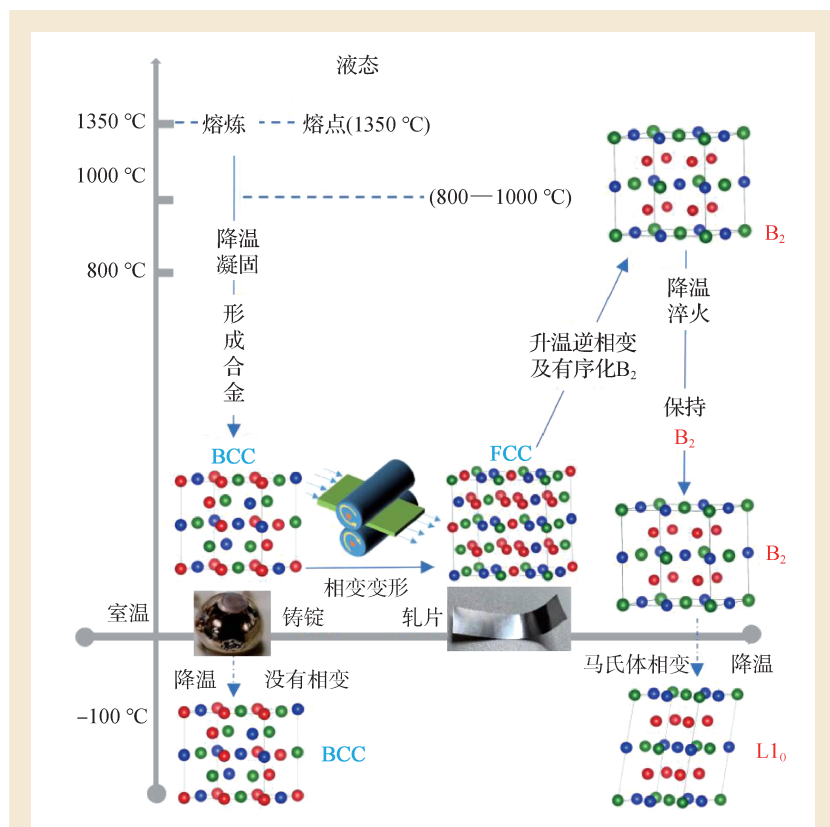 液态
1350 ℃
熔炼
熔点(1350 ℃)
1000 ℃
(800—1000 ℃)
B₂
降温
凝固
800 ℃
降温
淬火
形
成
合
金
升温逆相变
及有序化B₂
保持
B₂
BCC
FCC
B₂
相变变形
室温
铸锭
轧片
降温
没有相变
马氏体相变
降温
-100 ℃
BCC
L1₀